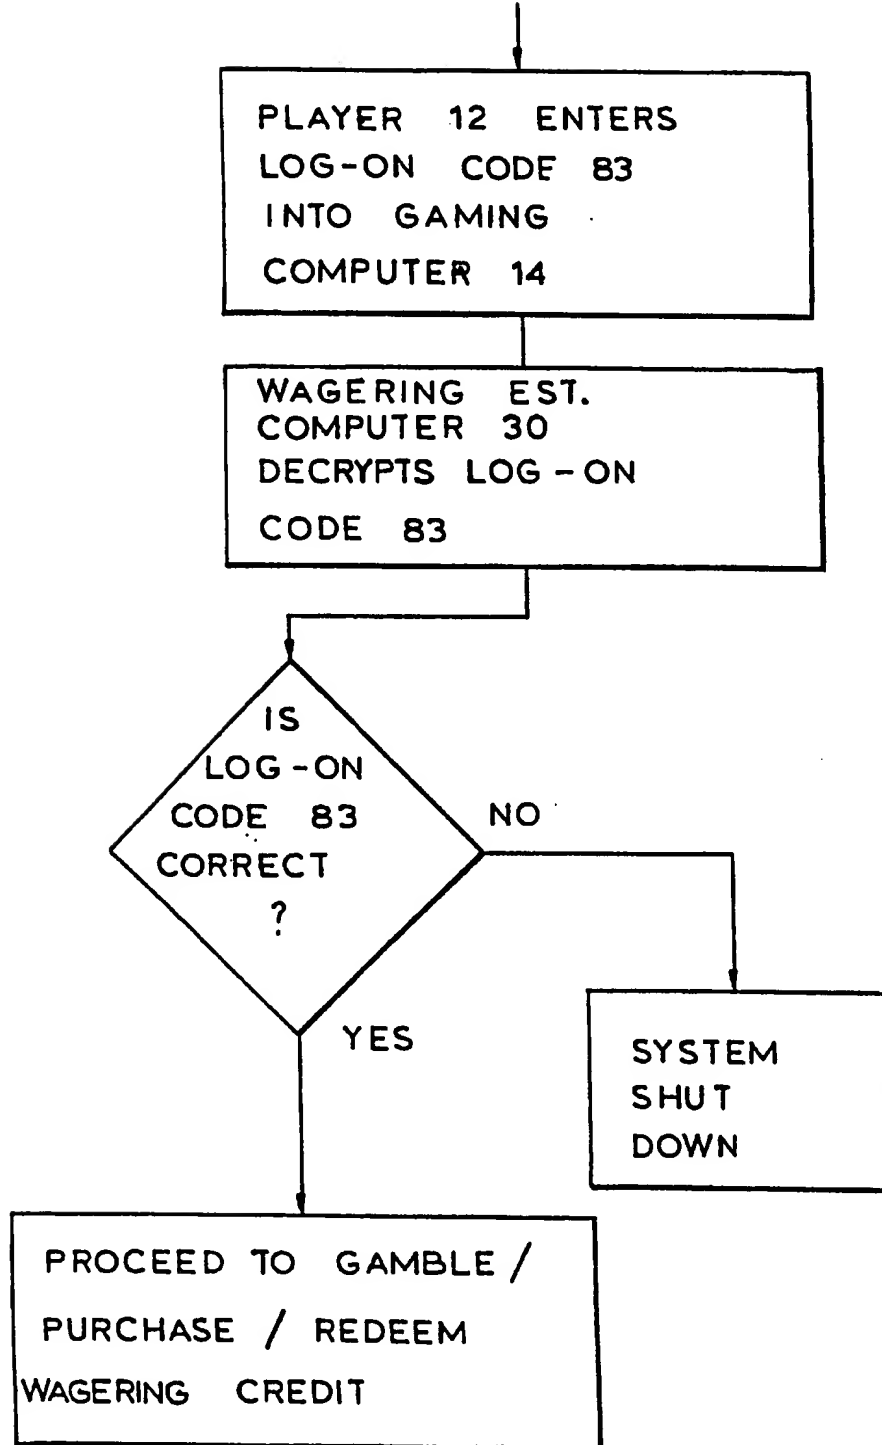 PLAYER 12 ENTERS
LOG-ON CODE 83
INTO GAMING
COMPUTER 14
WAGERING EST.
COMPUTER 30
DECRYPTS LOG-ON
CODE 83
IS
LOG-ON
CODE 83
CORRECT
?
NO
YES
SYSTEM
SHUT
DOWN
PROCEED TO GAMBLE /
PURCHASE / REDEEM
WAGERING CREDIT